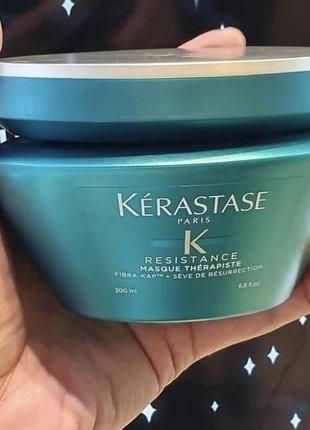 KÉRASTASE
PARIS
K
RESISTANCE
MASQUE THÉRAPISTE
FIBRA-KAP™ + SÈVE DE RÉSURRECTION
200 ml 6.8 fl.oz